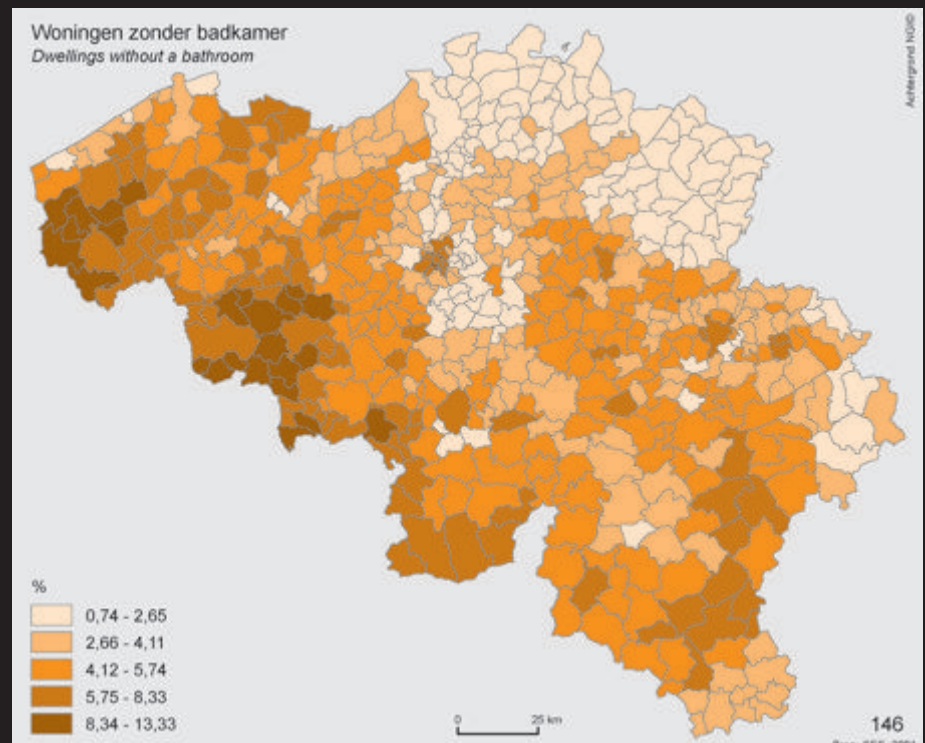 Woningen zonder badkamer
Dwellings without a bathroom
Achtergrond NGI©
%
0,74 - 2,65
2,66 - 4,11
4,12 - 5,74
5,75 - 8,33
8,34 - 13,33
0 25 km
146